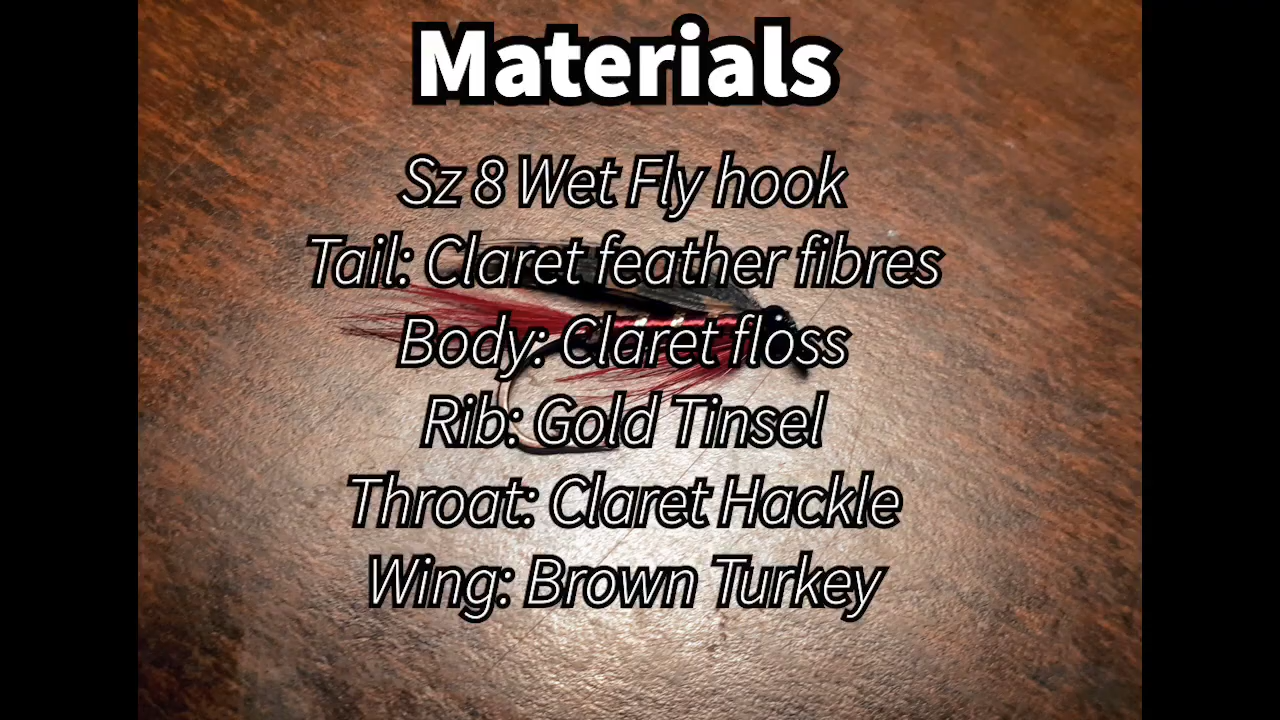 Materials
Sz 8 Wet Fly hook
Tail: Claret feather fibres
Body: Claret floss
Rib: Gold Tinsel
Throat: Claret Hackle
Wing: Brown Turkey